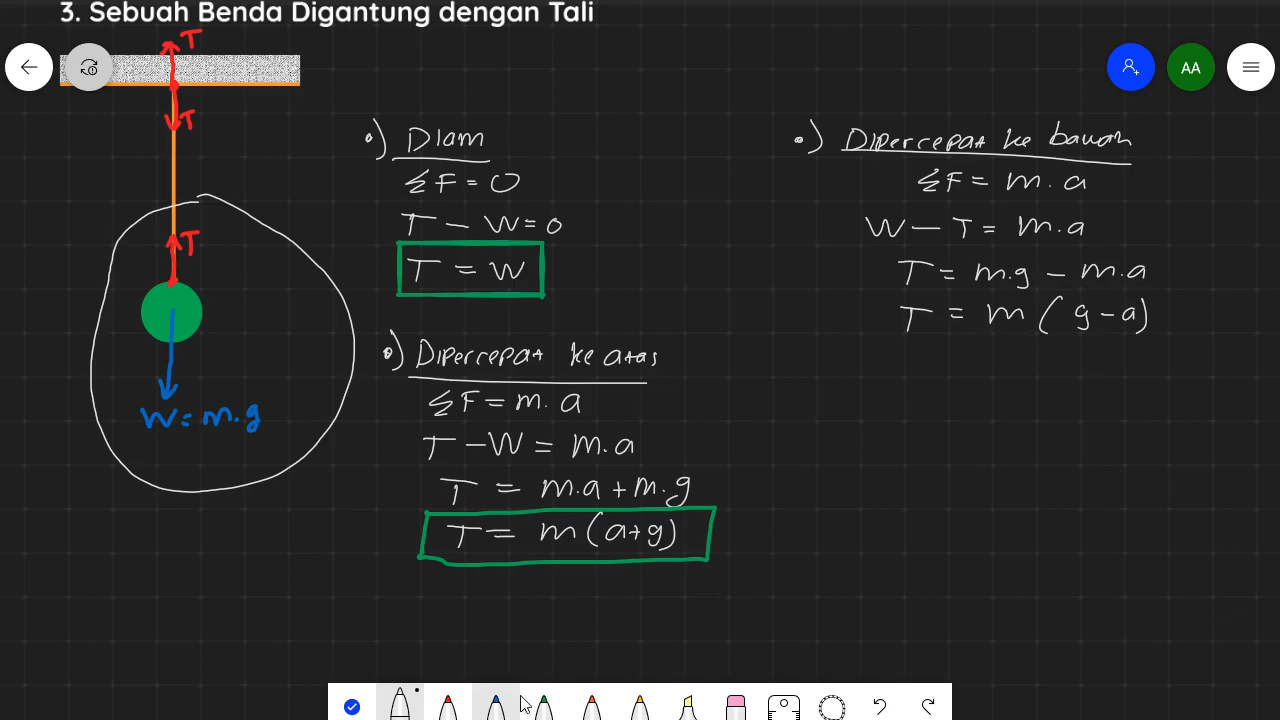 3. Sebuah Benda Digantung dengan Tali
T
T
T
W = m.g
•) Diam
ΣF = 0
T - W = 0
T = W
•) Dipercepat ke atas
ΣF = m.a
T - W = m.a
T = m.a + m.g
T = m(a+g)
•) Dipercepat ke bawah
ΣF = m.a
W - T = m.a
T = m.g - m.a
T = m(g-a)
AA